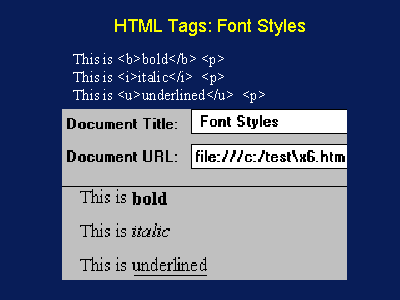 HTML Tags: Font Styles
This is <b>bold</b> <p>
This is <i>italic</i>  <p>
This is <u>underlined</u>  <p>
Document Title: Font Styles
Document URL: file:///c:/test\x6.htm
This is bold
This is italic
This is underlined